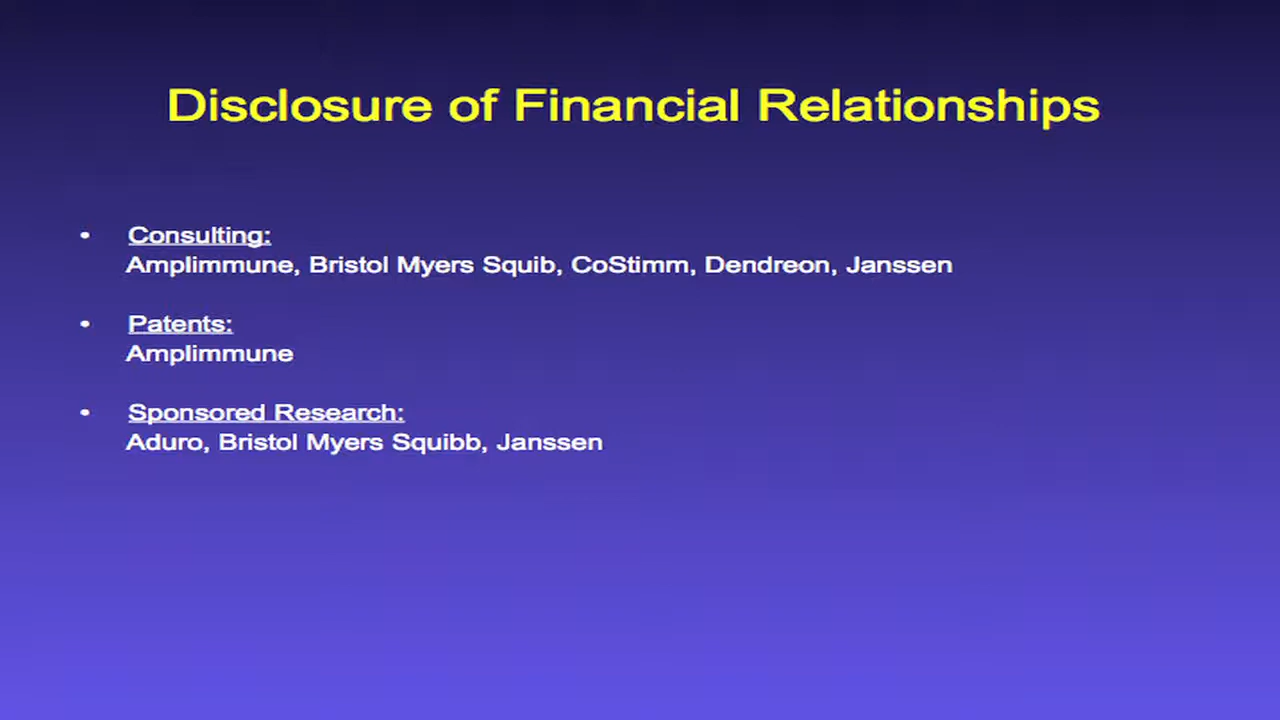 Disclosure of Financial Relationships
• Consulting:
Amplimmune, Bristol Myers Squib, CoStimm, Dendreon, Janssen
• Patents:
Amplimmune
• Sponsored Research:
Aduro, Bristol Myers Squibb, Janssen